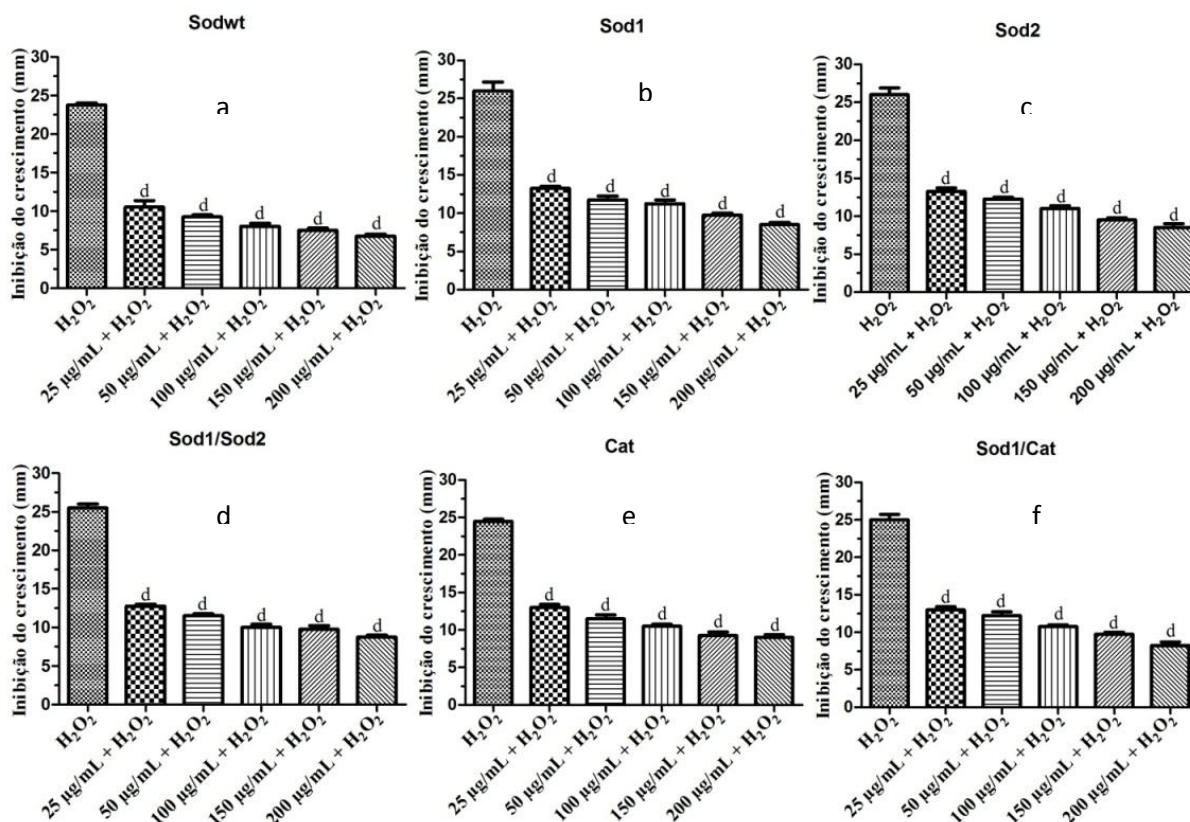 Sodwt
Inibição do crescimento (mm)
30
25
20
15
10
5
0
a
d
d
d
d
d
H₂O₂
25 µg/mL + H₂O₂
50 µg/mL + H₂O₂
100 µg/mL + H₂O₂
150 µg/mL + H₂O₂
200 µg/mL + H₂O₂
Sod1
Inibição do crescimento (mm)
30
25
20
15
10
5
0
b
d
d
d
d
d
H₂O₂
25 µg/mL + H₂O₂
50 µg/mL + H₂O₂
100 µg/mL + H₂O₂
150 µg/mL + H₂O₂
200 µg/mL + H₂O₂
Sod2
Inibição do crescimento (mm)
30
25
20
15
10
5
0
c
d
d
d
d
d
H₂O₂
25 µg/mL + H₂O₂
50 µg/mL + H₂O₂
100 µg/mL + H₂O₂
150 µg/mL + H₂O₂
200 µg/mL + H₂O₂
Sod1/Sod2
Inibição do crescimento (mm)
30
25
20
15
10
5
0
d
d
d
d
d
d
H₂O₂
25 µg/mL + H₂O₂
50 µg/mL + H₂O₂
100 µg/mL + H₂O₂
150 µg/mL + H₂O₂
200 µg/mL + H₂O₂
Cat
Inibição do crescimento (mm)
30
25
20
15
10
5
0
e
d
d
d
d
d
H₂O₂
25 µg/mL + H₂O₂
50 µg/mL + H₂O₂
100 µg/mL + H₂O₂
150 µg/mL + H₂O₂
200 µg/mL + H₂O₂
Sod1/Cat
Inibição do crescimento (mm)
30
25
20
15
10
5
0
f
d
d
d
d
d
H₂O₂
25 µg/mL + H₂O₂
50 µg/mL + H₂O₂
100 µg/mL + H₂O₂
150 µg/mL + H₂O₂
200 µg/mL + H₂O₂